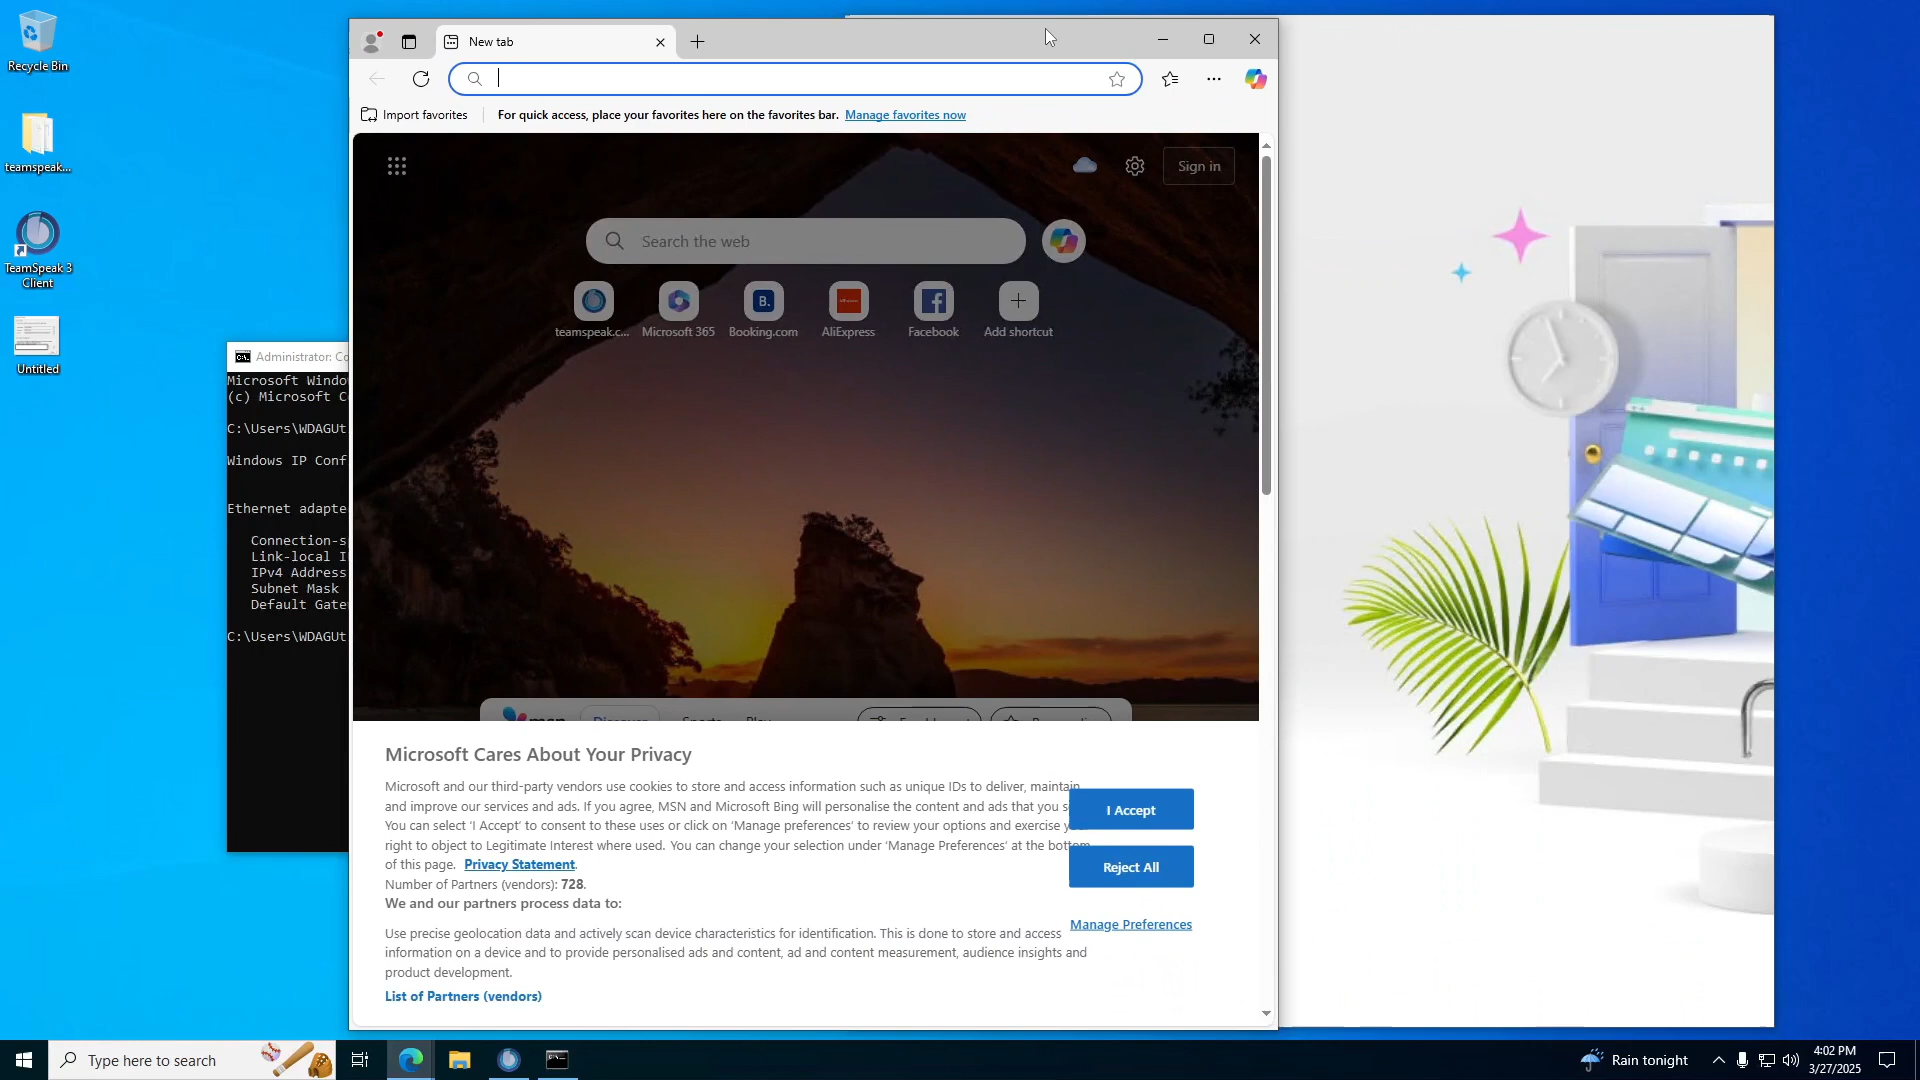 Recycle Bin
teamspeak...
TeamSpeak 3
Client
Untitled
Administrator: Co
Microsoft Windo
(c) Microsoft C
C:\Users\WDAGUt
Windows IP Conf
Ethernet adapte
Connection-s
Link-local I
IPv4 Address
Subnet Mask
Default Gate
C:\Users\WDAGUt
New tab
Import favorites
For quick access, place your favorites here on the favorites bar. Manage favorites now
Sign in
Search the web
teamspeak.c...
Microsoft 365
B.
Booking.com
AliExpress
Facebook
Add shortcut
msn Discover Sports Play
Microsoft Cares About Your Privacy
Microsoft and our third-party vendors use cookies to store and access information such as unique IDs to deliver, maintain
and improve our services and ads. If you agree, MSN and Microsoft Bing will personalise the content and ads that you s
You can select 'I Accept' to consent to these uses or click on 'Manage preferences' to review your options and exercise y
right to object to Legitimate Interest where used. You can change your selection under 'Manage Preferences' at the bottom
of this page. Privacy Statement.
Number of Partners (vendors): 728.
We and our partners process data to:
Use precise geolocation data and actively scan device characteristics for identification. This is done to store and access
information on a device and to provide personalised ads and content, ad and content measurement, audience insights and
product development.
List of Partners (vendors)
I Accept
Reject All
Manage Preferences
Type here to search
Rain tonight
4:02 PM
3/27/2025